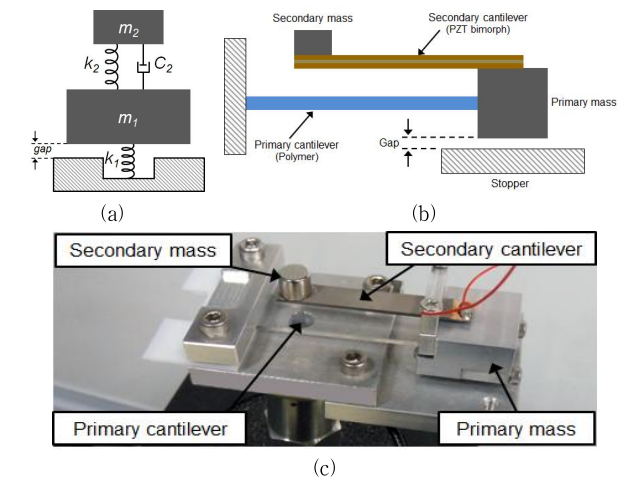 m2
k2
C2
m1
gap
k1
(a)
Secondary mass
Secondary cantilever
(PZT bimorph)
Primary mass
Primary cantilever
(Polymer)
Gap
Stopper
(b)
Secondary mass
Secondary cantilever
Primary cantilever
Primary mass
(c)